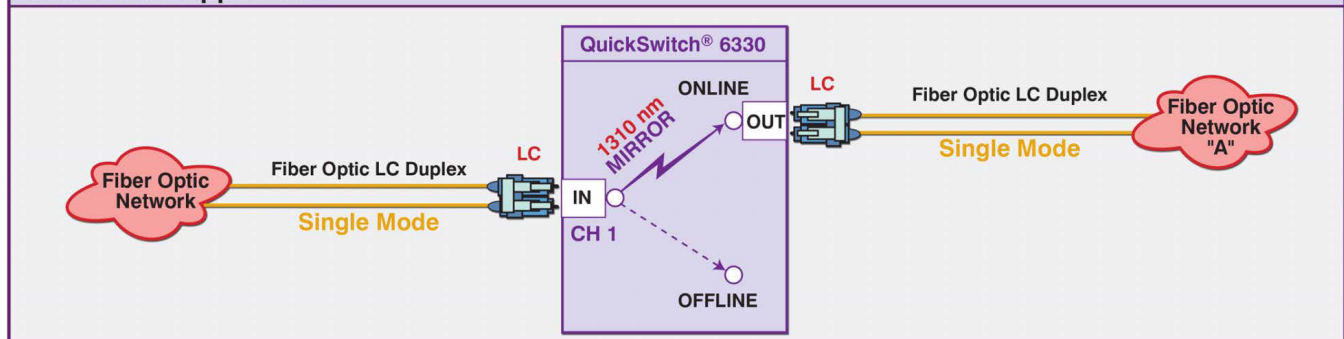 QuickSwitch® 6330
ONLINE
LC
Fiber Optic LC Duplex
Fiber Optic
Network
"A"
OUT
1310 nm
MIRROR
Single Mode
LC
Fiber Optic LC Duplex
Fiber Optic
Network
IN
Single Mode
CH 1
OFFLINE